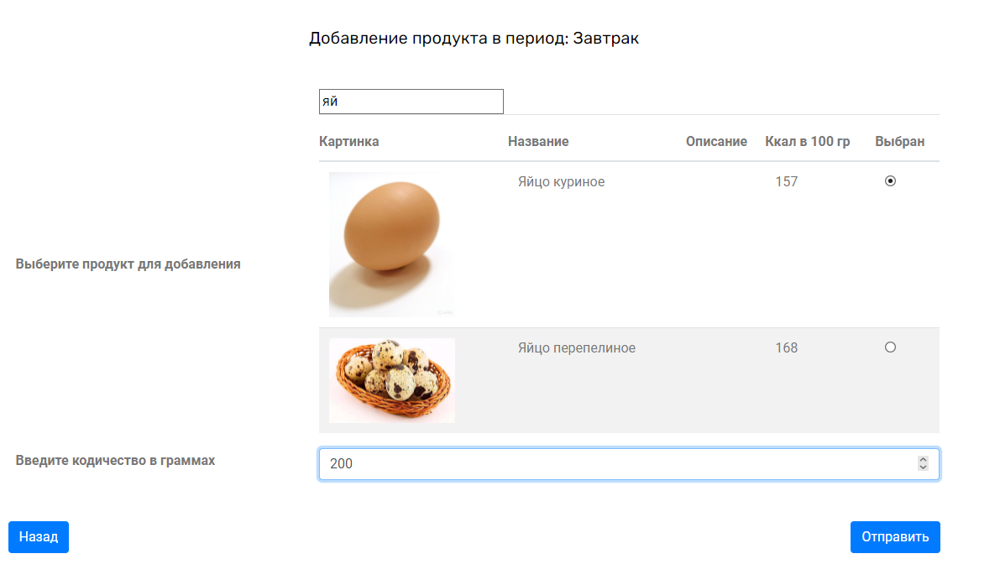 Добавление продукта в период: Завтрак
яй
Картинка Название Описание Ккал в 100 гр Выбран
Яйцо куриное 157
Выберите продукт для добавления
Яйцо перепелиное 168
Введите кодичество в граммах 200
Назад Отправить